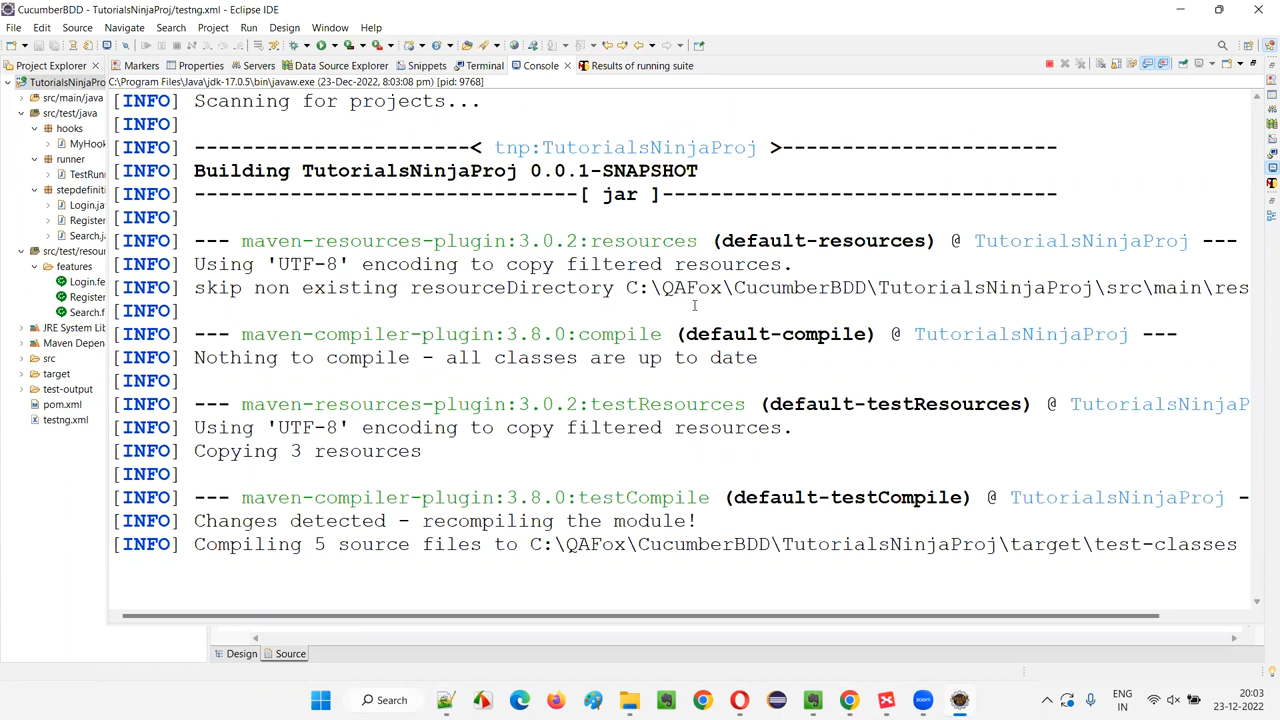 CucumberBDD - TutorialsNinjaProj/testng.xml - Eclipse IDE
File Edit Source Navigate Search Project Run Design Window Help
Project Explorer
Markers Properties Servers Data Source Explorer Snippets Terminal Console Results of running suite
TutorialsNinjaPro
src/main/java
src/test/java
hooks
MyHook
runner
TestRun
stepdefinit
Login.ja
Register
Search.j
src/test/resour
features
Login.fe
Register
Search.f
JRE System Lib
Maven Depend
src
target
test-output
pom.xml
testng.xml
C:\Program Files\Java\jdk-17.0.5\bin\javaw.exe (23-Dec-2022, 8:03:08 pm) [pid: 9768]
[INFO] Scanning for projects...
[INFO]
[INFO] -----------------------< tnp:TutorialsNinjaProj >-----------------------
[INFO] Building TutorialsNinjaProj 0.0.1-SNAPSHOT
[INFO] --------------------------------[ jar ]---------------------------------
[INFO]
[INFO] --- maven-resources-plugin:3.0.2:resources (default-resources) @ TutorialsNinjaProj ---
[INFO] Using 'UTF-8' encoding to copy filtered resources.
[INFO] skip non existing resourceDirectory C:\QAFox\CucumberBDD\TutorialsNinjaProj\src\main\res
[INFO]
[INFO] --- maven-compiler-plugin:3.8.0:compile (default-compile) @ TutorialsNinjaProj ---
[INFO] Nothing to compile - all classes are up to date
[INFO]
[INFO] --- maven-resources-plugin:3.0.2:testResources (default-testResources) @ TutorialsNinjaP
[INFO] Using 'UTF-8' encoding to copy filtered resources.
[INFO] Copying 3 resources
[INFO]
[INFO] --- maven-compiler-plugin:3.8.0:testCompile (default-testCompile) @ TutorialsNinjaProj -
[INFO] Changes detected - recompiling the module!
[INFO] Compiling 5 source files to C:\QAFox\CucumberBDD\TutorialsNinjaProj\target\test-classes
Design Source
Search
ENG
IN
20:03
23-12-2022